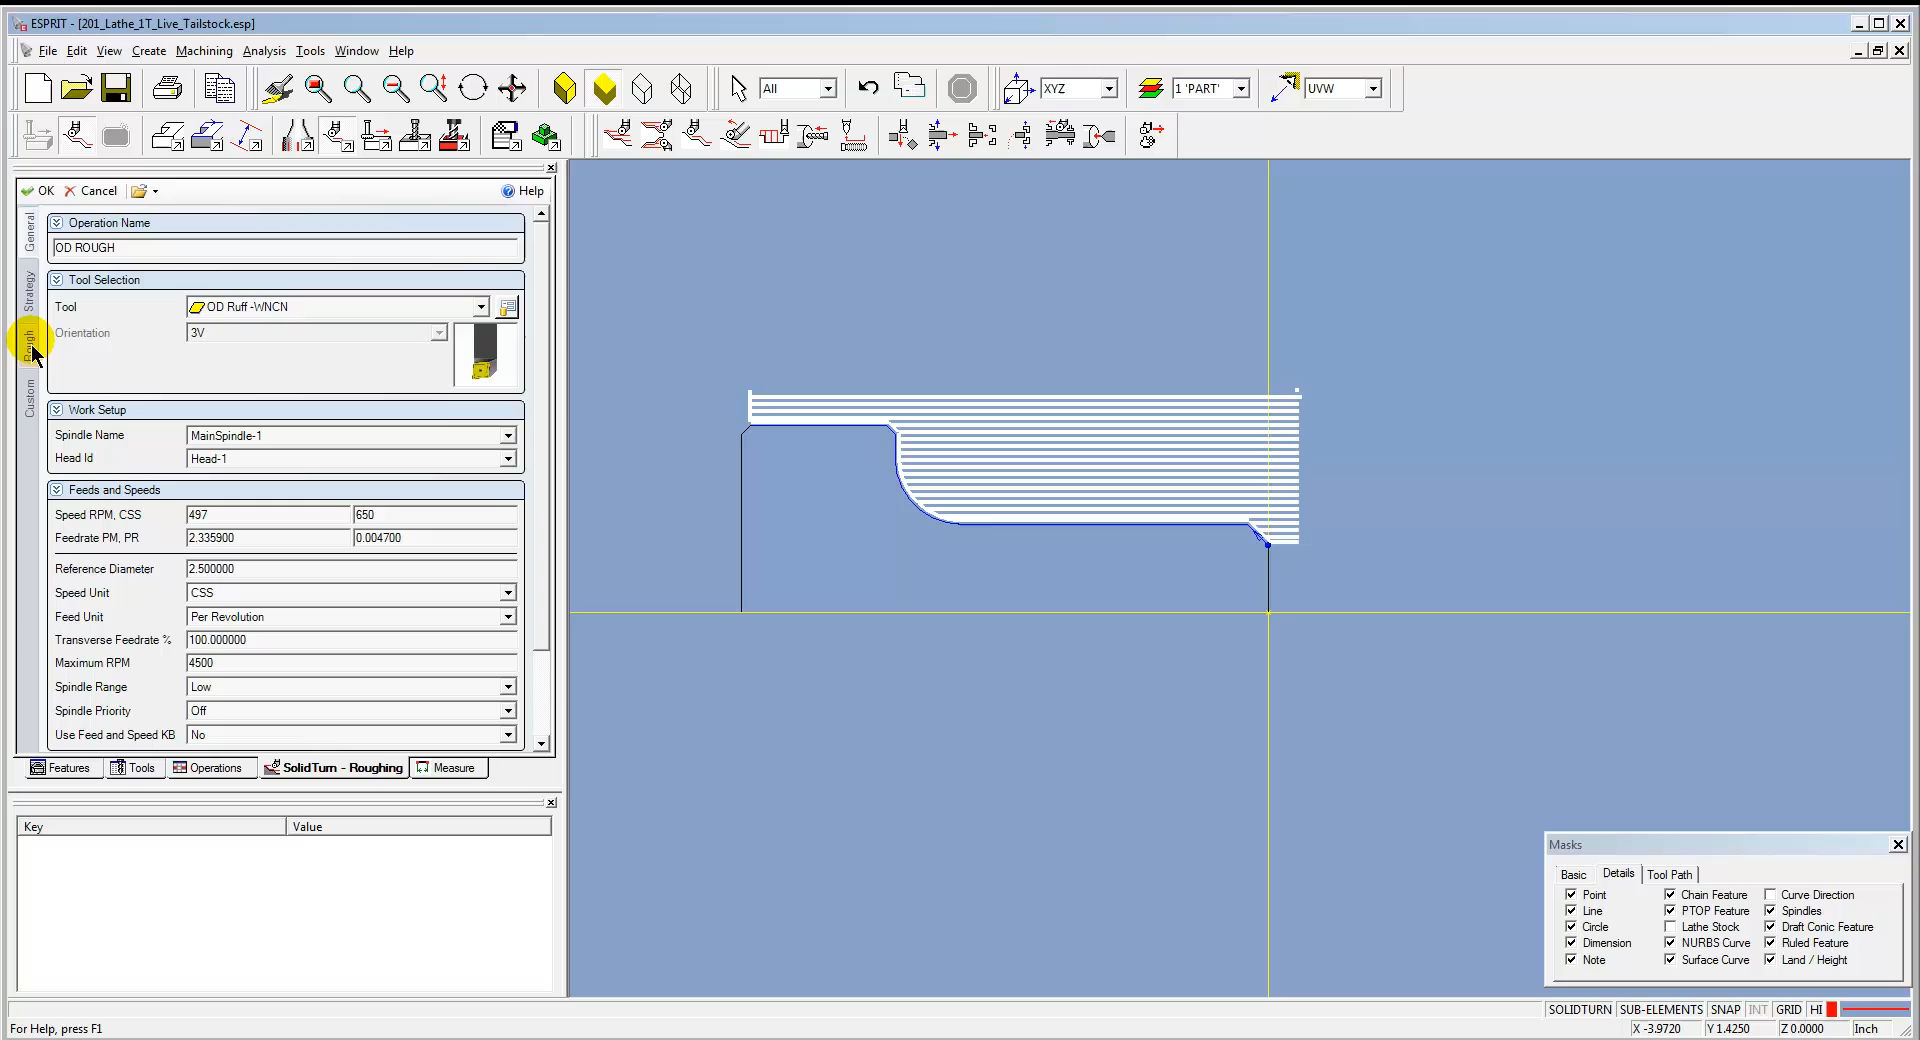 ESPRIT - [201_Lathe_1T_Live_Tailstock.esp]
File Edit View Create Machining Analysis Tools Window Help
All XYZ 1 'PART' UVW
OK Cancel Help
General
Strategy
Rough
Custom
Operation Name
OD ROUGH
Tool Selection
Tool OD Ruff -WNCN
Orientation 3V
Work Setup
Spindle Name MainSpindle-1
Head Id Head-1
Feeds and Speeds
Speed RPM, CSS 497 650
Feedrate PM, PR 2.335900 0.004700
Reference Diameter 2.500000
Speed Unit CSS
Feed Unit Per Revolution
Transverse Feedrate % 100.000000
Maximum RPM 4500
Spindle Range Low
Spindle Priority Off
Use Feed and Speed KB No
Features Tools Operations SolidTurn - Roughing Measure
Key Value
Masks
Basic Details Tool Path
Point Chain Feature Curve Direction
Line PTOP Feature Spindles
Circle Lathe Stock Draft Conic Feature
Dimension NURBS Curve Ruled Feature
Note Surface Curve Land / Height
SOLIDTURN SUB-ELEMENTS SNAP INT GRID HI
For Help, press F1 X -3.9720 Y 1.4250 Z 0.0000 Inch